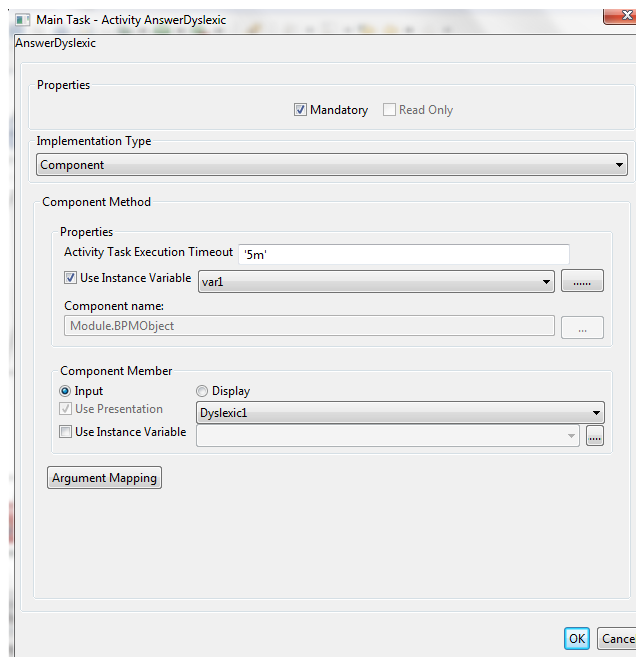 Main Task - Activity AnswerDyslexic
AnswerDyslexic
Properties
Mandatory Read Only
Implementation Type
Component
Component Method
Properties
Activity Task Execution Timeout '5m'
Use Instance Variable var1 ......
Component name:
Module.BPMObject ...
Component Member
Input Display
Use Presentation Dyslexic1
Use Instance Variable ....
Argument Mapping
OK Cance